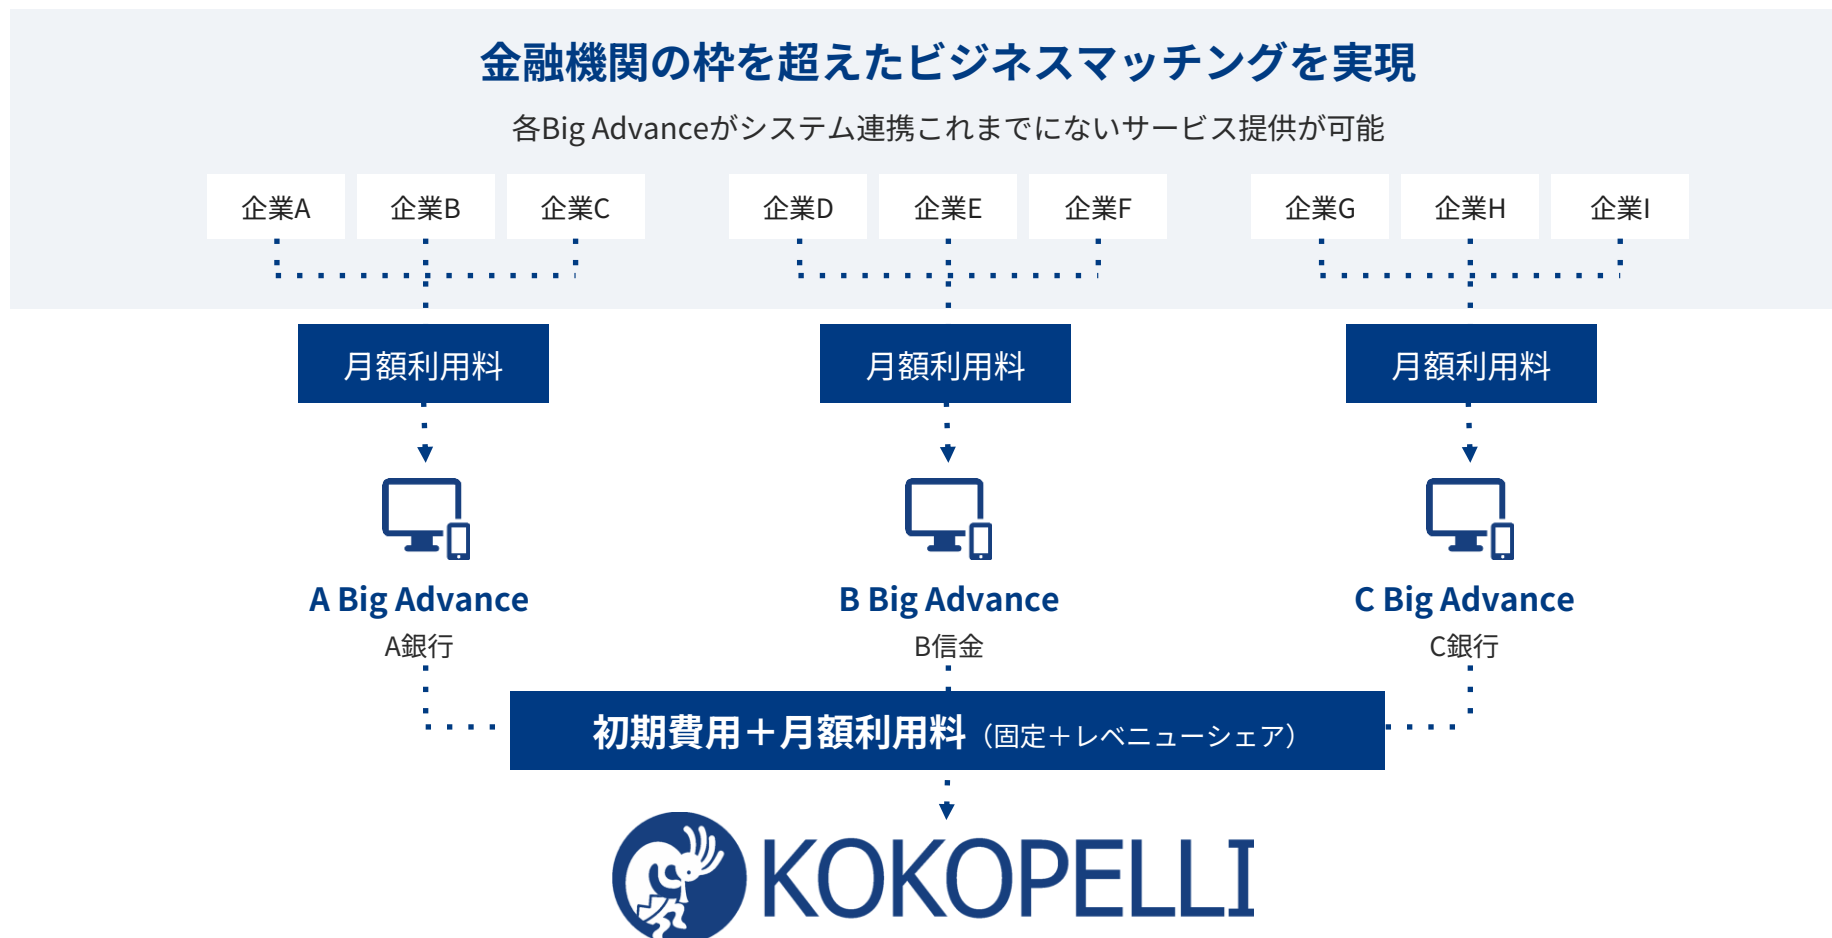 金融機関の枠を超えたビジネスマッチングを実現
各Big Advanceがシステム連携これまでにないサービス提供が可能
企業A 企業B 企業C 企業D 企業E 企業F 企業G 企業H 企業I
月額利用料 月額利用料 月額利用料
A Big Advance B Big Advance C Big Advance
A銀行 B信金 C銀行
初期費用＋月額利用料（固定＋レベニューシェア）
KOKOPELLI